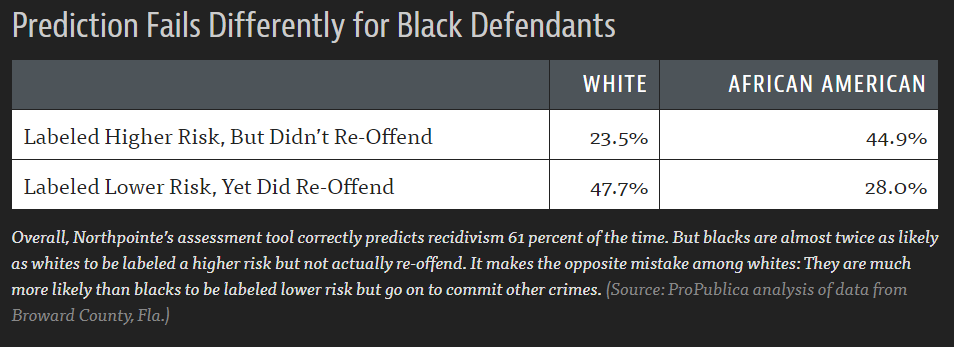 Prediction Fails Differently for Black Defendants
WHITE AFRICAN AMERICAN
Labeled Higher Risk, But Didn’t Re-Offend 23.5% 44.9%
Labeled Lower Risk, Yet Did Re-Offend 47.7% 28.0%
Overall, Northpointe’s assessment tool correctly predicts recidivism 61 percent of the time. But blacks are almost twice as likely
as whites to be labeled a higher risk but not actually re-offend. It makes the opposite mistake among whites: They are much
more likely than blacks to be labeled lower risk but go on to commit other crimes. (Source: ProPublica analysis of data from
Broward County, Fla.)